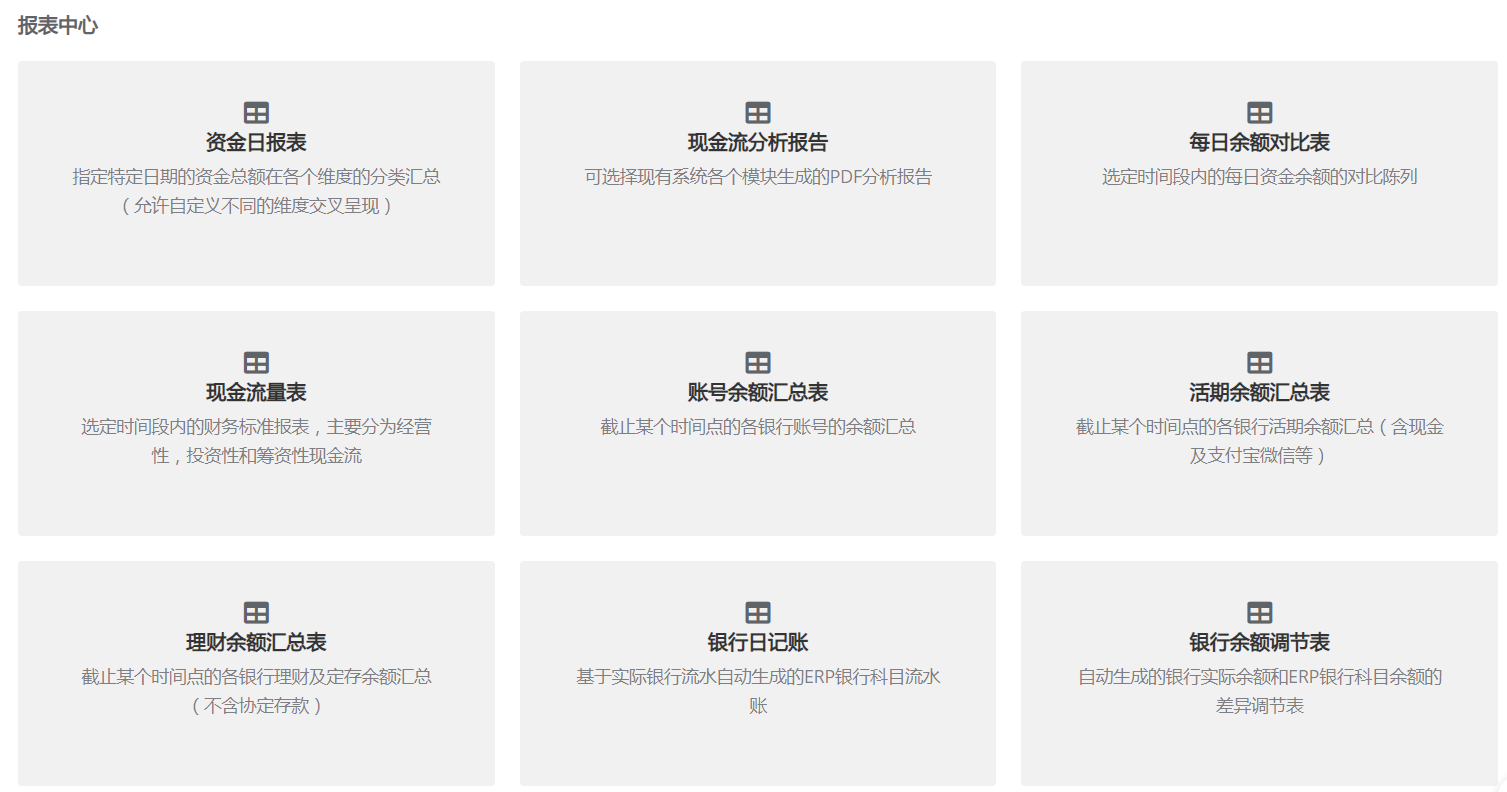 报表中心
资金日报表
指定特定日期的资金总额在各个维度的分类汇总
（允许自定义不同的维度交叉呈现）
现金流分析报告
可选择现有系统各个模块生成的PDF分析报告
每日余额对比表
选定时间段内的每日资金余额的对比陈列
现金流量表
选定时间段内的财务标准报表，主要分为经营
性，投资性和筹资性现金流
账号余额汇总表
截止某个时间点的各银行账号的余额汇总
活期余额汇总表
截止某个时间点的各银行活期余额汇总（含现金
及支付宝微信等）
理财余额汇总表
截止某个时间点的各银行理财及定存余额汇总
（不含协定存款）
银行日记账
基于实际银行流水自动生成的ERP银行科目流水
账
银行余额调节表
自动生成的银行实际余额和ERP银行科目余额的
差异调节表